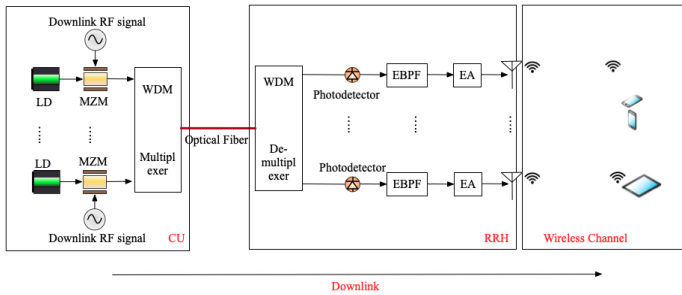 Downlink RF signal
LD
MZM
WDM
Multipl
exer
LD
MZM
Downlink RF signal
CU
Optical Fiber
WDM
De-
multipl
exer
Photodetector
EBPF
EA
Photodetector
EBPF
EA
RRH
Wireless Channel
Downlink